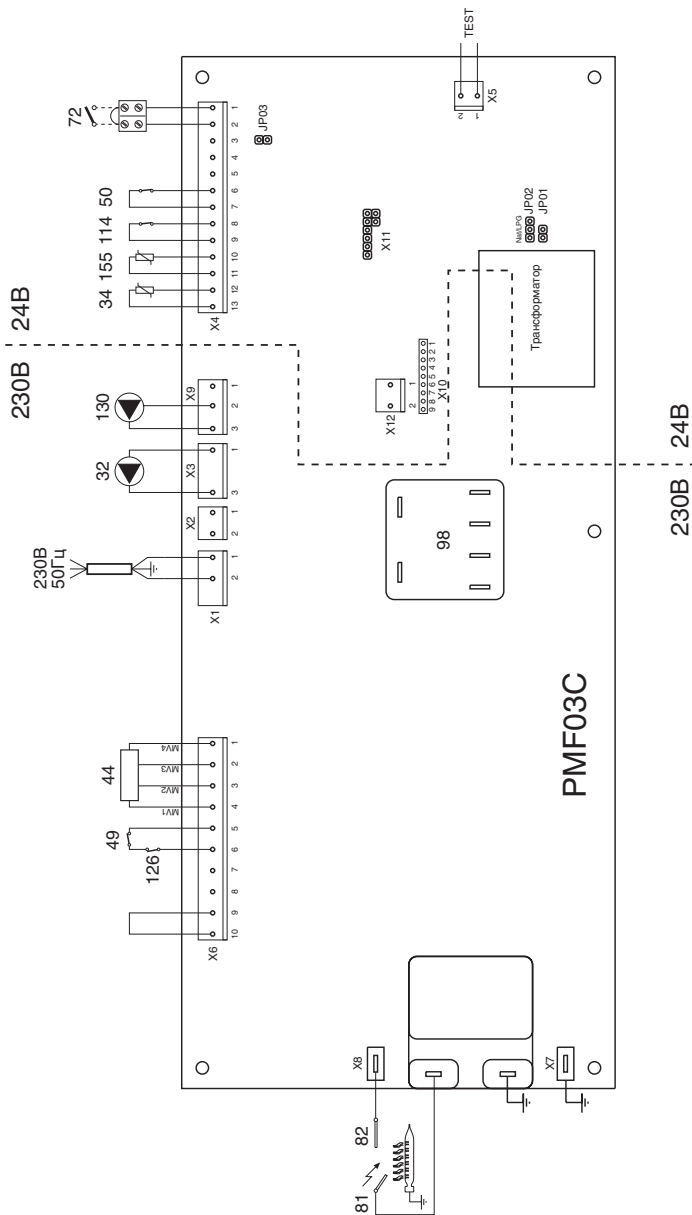 230В 24В
230В
50Гц
81 82
126 49 44
32 130
34 155 114 50 72
MV1 MV2 MV3 MV4
X6 X1 X2 X3 X9 X4
10 9 8 7 6 5 4 3 2 1
2 1
2 1
3 1
3 2 1
13 12 11 10 9 8 7 6 5 4 3 2 1
JP03
X8
X12
2 1
X11
9 8 7 6 5 4 3 2 1
X10
98
2 1
X5
TEST
Nat/LPG
JP02
JP01
Трансформатор
X7
PMF03C
230В 24В